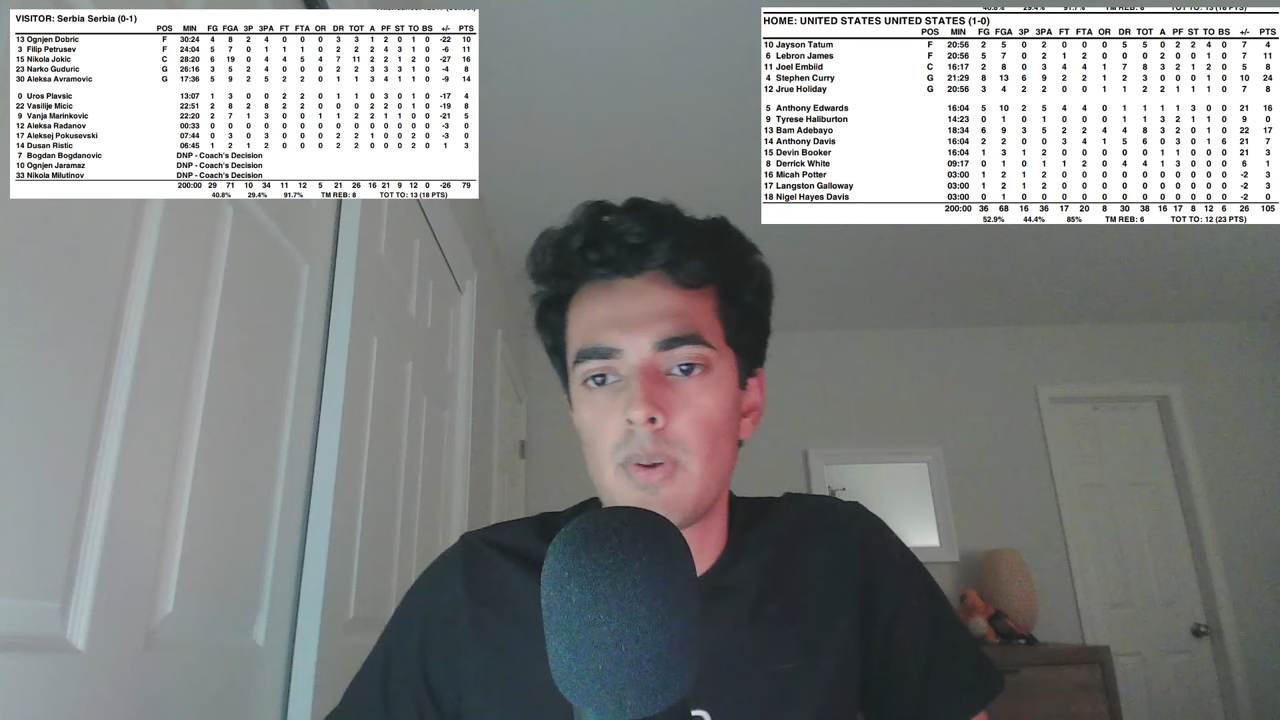 VISITOR: Serbia Serbia (0-1)
POS MIN FG FGA 3P 3PA FT FTA OR DR TOT A PF ST TO BS +/- PTS
13 Ognjen Dobric F 30:24 4 8 2 4 0 0 0 3 3 1 2 0 1 0 -22 10
3 Filip Petrusev F 24:04 5 7 0 1 1 1 0 2 2 2 4 3 1 0 -6 11
15 Nikola Jokic C 28:20 6 19 0 4 4 5 4 7 11 2 2 1 2 0 -27 16
23 Narko Guduric G 26:16 3 5 2 4 0 0 0 2 2 3 3 3 1 0 -4 8
30 Aleksa Avramovic G 17:36 5 9 2 5 2 2 0 1 1 3 4 1 1 0 -9 14
0 Uros Plavsic 13:07 1 3 0 0 2 2 0 1 1 0 3 0 1 0 -17 4
22 Vasilije Micic 22:51 2 8 2 8 2 2 0 0 0 3 0 0 2 0 -19 8
9 Vanja Marinkovic 22:20 2 7 1 3 0 0 1 1 2 2 1 1 0 -21 5
12 Aleksa Radanov 00:33 0 0 0 0 0 0 0 0 0 0 0 0 0 0 -3 0
17 Aleksej Pokusevski 07:44 0 3 0 3 0 0 0 2 2 1 0 0 2 0 -3 0
14 Dusan Ristic 06:45 1 2 1 2 0 0 0 2 2 0 2 0 1 0 1 3
7 Bogdan Bogdanovic DNP - Coach's Decision
10 Ognjen Jaramaz DNP - Coach's Decision
33 Nikola Milutinov DNP - Coach's Decision
200:00 29 71 10 34 11 12 5 21 26 16 21 9 12 0 -26 79
40.8% 29.4% 91.7% TM REB: 8 TOT TO: 13 (18 PTS)
HOME: UNITED STATES UNITED STATES (1-0)
POS MIN FG FGA 3P 3PA FT FTA OR DR TOT A PF ST TO BS +/- PTS
10 Jayson Tatum F 20:56 2 5 0 2 0 0 0 5 5 0 2 2 4 0 7 4
6 Lebron James F 20:56 5 7 0 2 1 2 0 0 0 2 0 0 1 0 7 11
11 Joel Embiid C 16:17 2 8 0 3 4 4 1 7 8 3 2 1 2 0 5 8
4 Stephen Curry G 21:29 8 13 6 9 2 2 1 2 3 0 0 1 1 0 10 24
12 Jrue Holiday G 20:56 3 4 2 2 0 0 1 1 2 1 1 2 1 0 7 8
5 Anthony Edwards 16:04 5 10 2 5 4 4 0 1 1 1 1 3 0 0 21 16
9 Tyrese Haliburton 14:23 0 1 0 1 0 0 0 1 1 3 2 1 1 0 9 0
13 Bam Adebayo 18:34 6 9 3 5 2 2 4 4 8 3 2 0 1 0 22 17
14 Anthony Davis 16:04 2 2 0 0 3 4 1 5 6 0 3 0 1 6 21 7
15 Devin Booker 16:04 1 3 1 2 0 0 0 0 0 1 1 0 0 0 21 3
8 Derrick White 09:17 0 1 0 1 1 2 0 4 4 1 3 0 0 0 6 1
16 Micah Potter 03:00 1 2 1 2 0 0 0 0 0 0 0 0 0 0 -2 3
17 Langston Galloway 03:00 1 2 1 1 0 0 0 0 0 1 0 0 0 0 -2 3
18 Nigel Hayes Davis 03:00 0 1 0 1 0 0 0 0 0 0 0 0 0 0 -2 0
200:00 36 68 16 36 17 20 8 30 38 16 17 8 12 6 26 105
52.9% 44.4% 85% TM REB: 6 TOT TO: 12 (23 PTS)